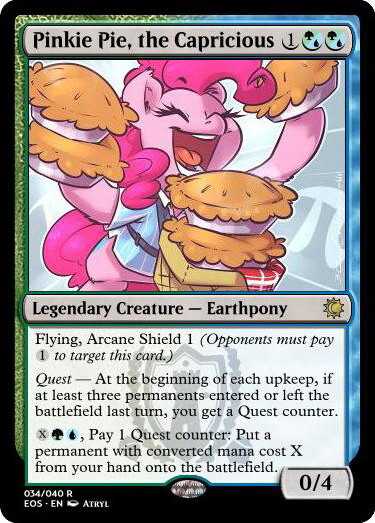 Pinkie Pie, the Capricious 1
Legendary Creature — Earthpony
Flying, Arcane Shield 1 (Opponents must pay
1 to target this card.)
Quest — At the beginning of each upkeep, if
at least three permanents entered or left the
battlefield last turn, you get a Quest counter.
X, Pay 1 Quest counter: Put a
permanent with converted mana cost X
from your hand onto the battlefield.
0/4
034/040 R
EOS • EN ATRYL